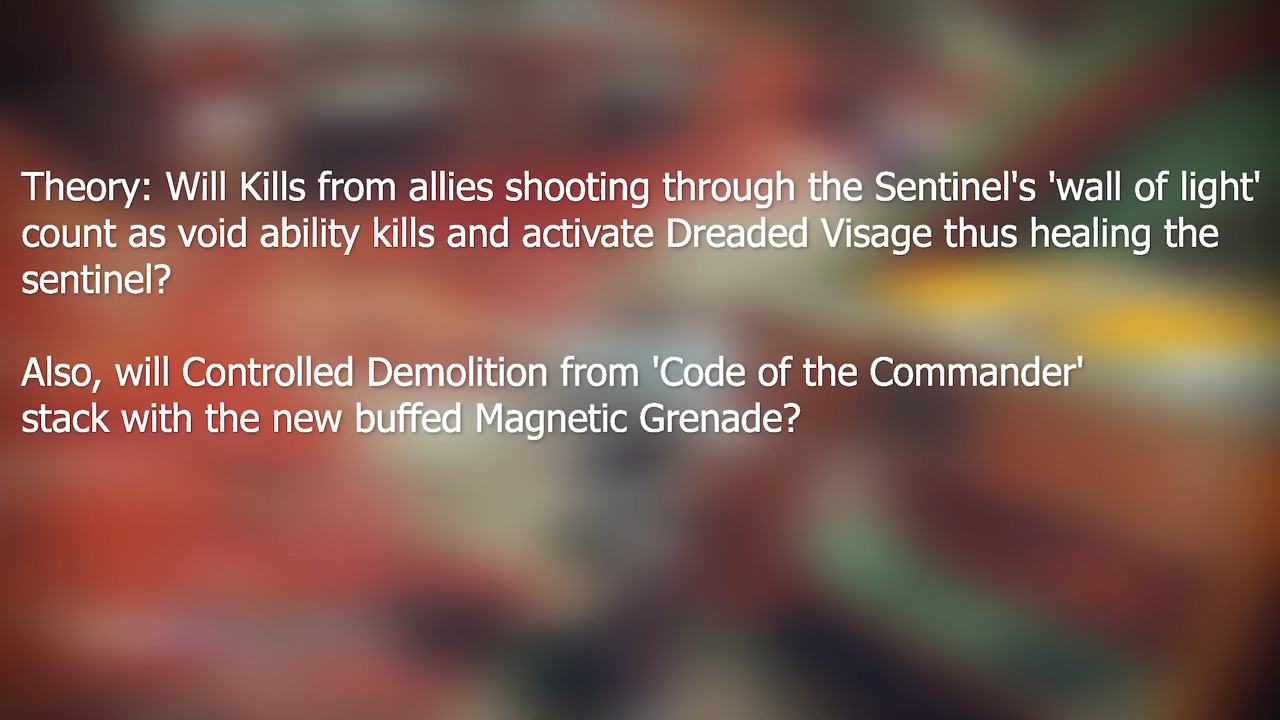 Theory: Will Kills from allies shooting through the Sentinel's 'wall of light'
count as void ability kills and activate Dreaded Visage thus healing the
sentinel?
Also, will Controlled Demolition from 'Code of the Commander'
stack with the new buffed Magnetic Grenade?